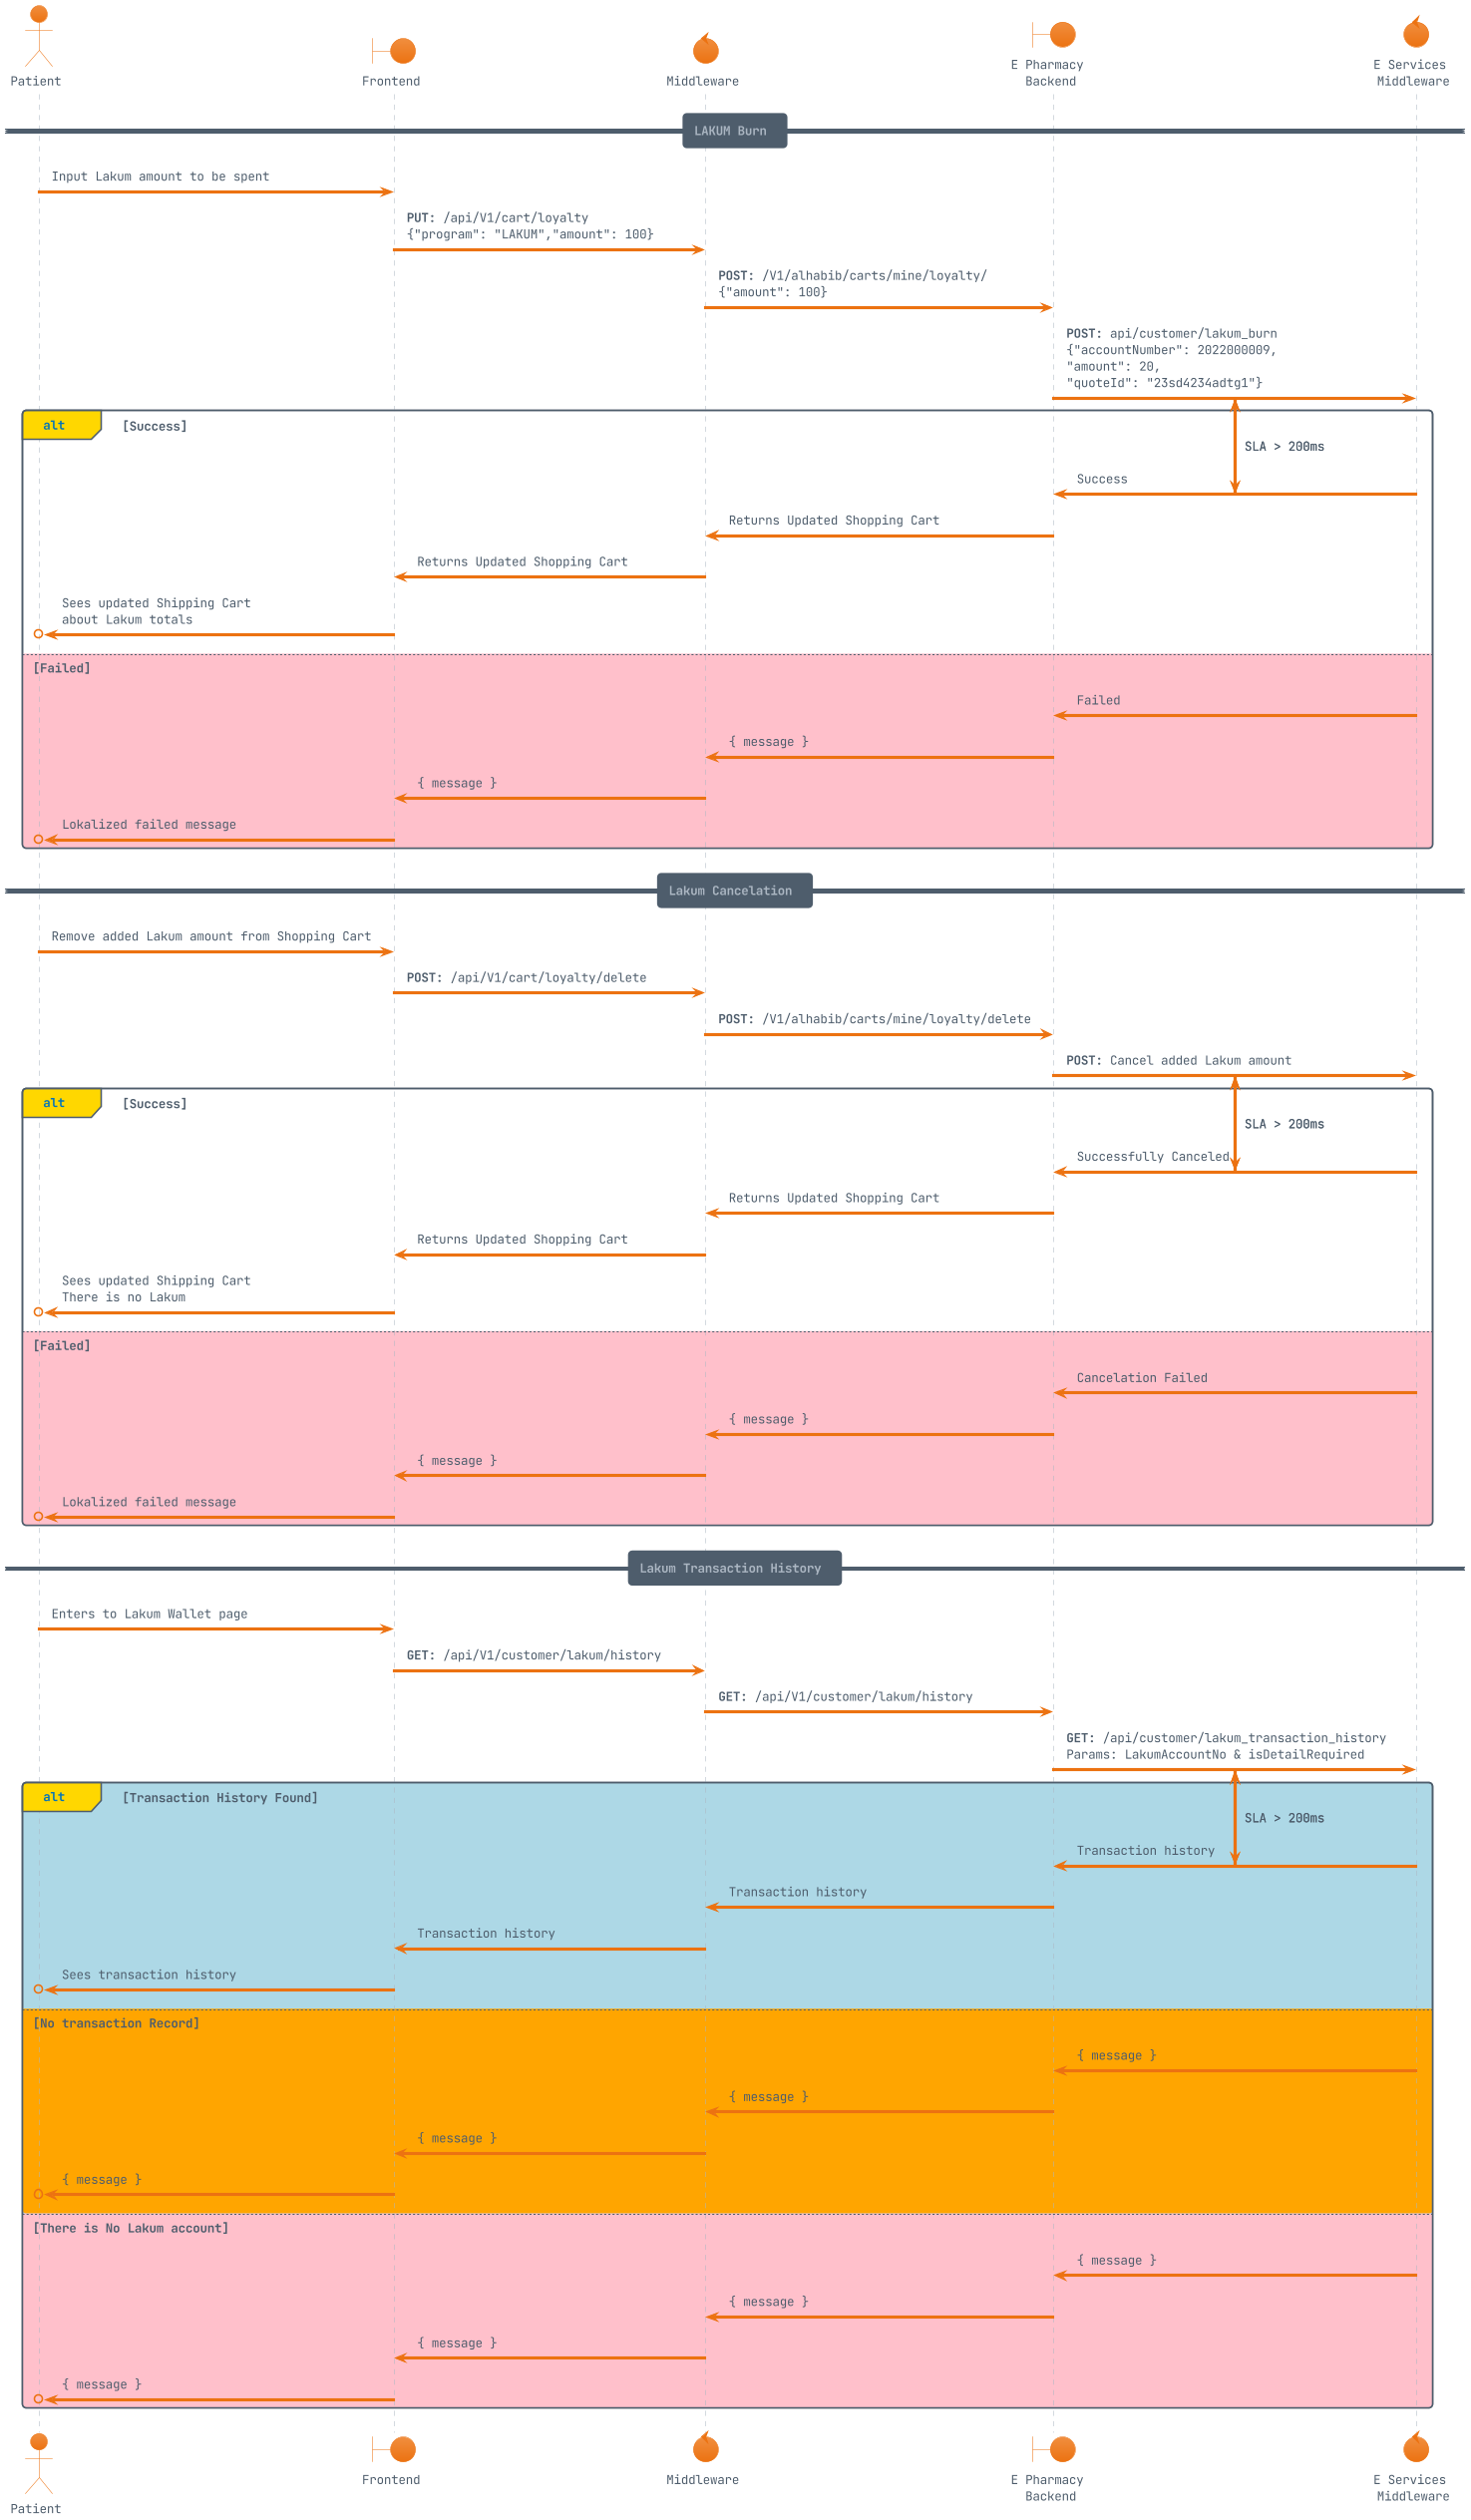 Patient
Frontend
Middleware
E Pharmacy
Backend
E Services
Middleware
LAKUM Burn
Input Lakum amount to be spent
PUT: /api/V1/cart/loyalty
{"program": "LAKUM","amount": 100}
POST: /V1/alhabib/carts/mine/loyalty/
{"amount": 100}
POST: api/customer/lakum_burn
{"accountNumber": 2022000009,
"amount": 20,
"quoteId": "23sd4234adtg1"}
alt
[Success]
SLA > 200ms
Success
Returns Updated Shopping Cart
Returns Updated Shopping Cart
Sees updated Shipping Cart
about Lakum totals
[Failed]
Failed
{ message }
{ message }
Lokalized failed message
Lakum Cancelation
Remove added Lakum amount from Shopping Cart
POST: /api/V1/cart/loyalty/delete
POST: /V1/alhabib/carts/mine/loyalty/delete
POST: Cancel added Lakum amount
alt
[Success]
SLA > 200ms
Successfully Canceled
Returns Updated Shopping Cart
Returns Updated Shopping Cart
Sees updated Shipping Cart
There is no Lakum
[Failed]
Cancelation Failed
{ message }
{ message }
Lokalized failed message
Lakum Transaction History
Enters to Lakum Wallet page
GET: /api/V1/customer/lakum/history
GET: /api/V1/customer/lakum/history
GET: /api/customer/lakum_transaction_history
Params: LakumAccountNo & isDetailRequired
alt
[Transaction History Found]
SLA > 200ms
Transaction history
Transaction history
Transaction history
Sees transaction history
[No transaction Record]
{ message }
{ message }
{ message }
{ message }
[There is No Lakum account]
{ message }
{ message }
{ message }
{ message }
Patient
Frontend
Middleware
E Pharmacy
Backend
E Services
Middleware